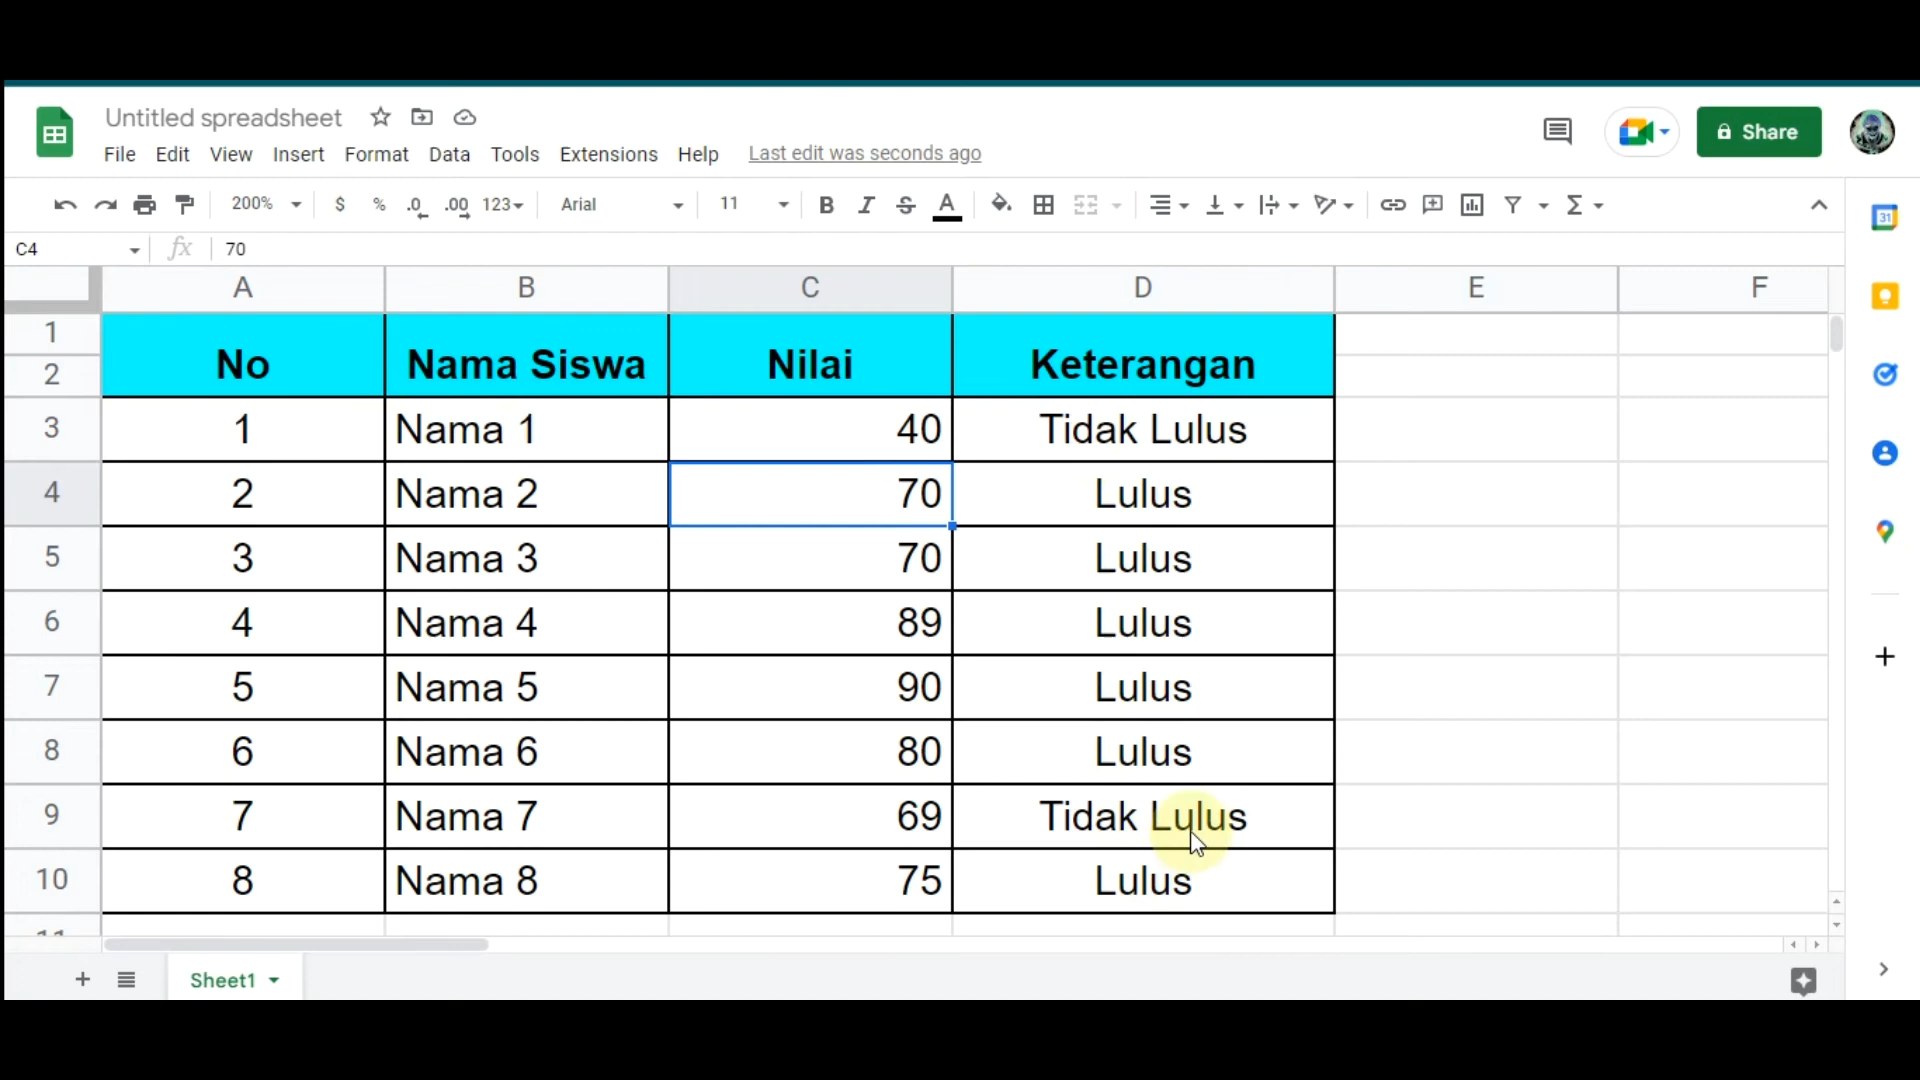 Untitled spreadsheet
File Edit View Insert Format Data Tools Extensions Help Last edit was seconds ago
Share
200% $ % .0 .00 123 Arial 11 B I S A
31
C4 fx 70
A B C D E F
1
2 No Nama Siswa Nilai Keterangan
3 1 Nama 1 40 Tidak Lulus
4 2 Nama 2 70 Lulus
5 3 Nama 3 70 Lulus
6 4 Nama 4 89 Lulus
7 5 Nama 5 90 Lulus
8 6 Nama 6 80 Lulus
9 7 Nama 7 69 Tidak Lulus
10 8 Nama 8 75 Lulus
Sheet1